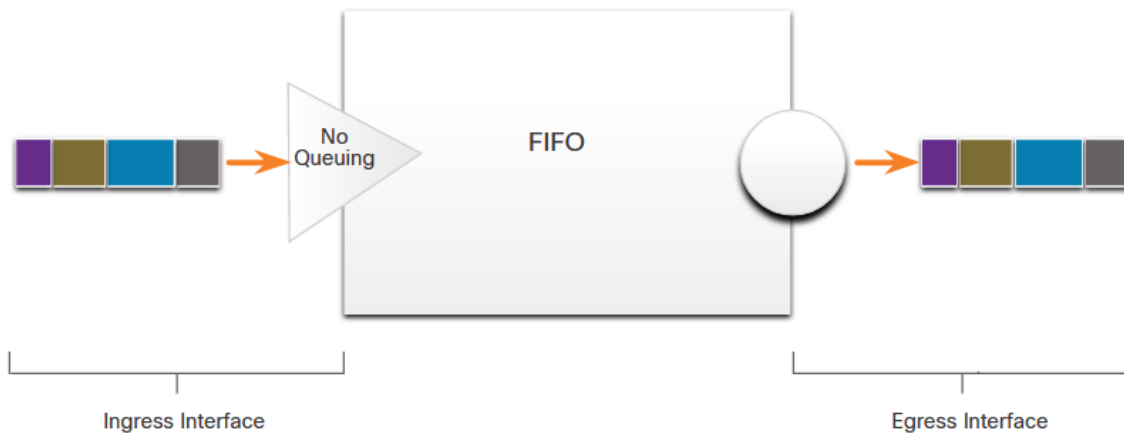 No
Queuing
FIFO
Ingress Interface
Egress Interface